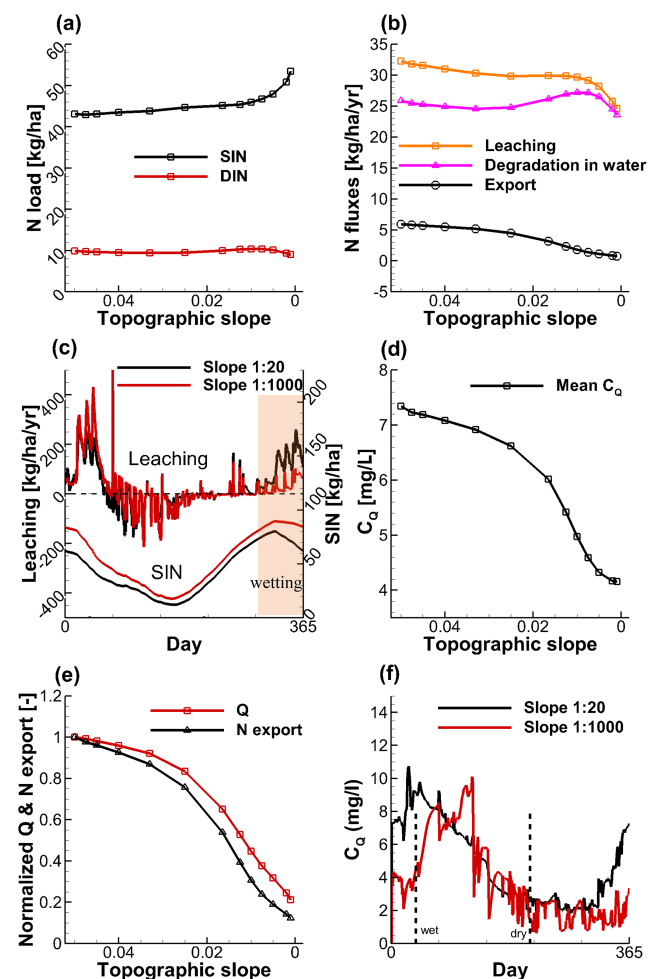 (a)
60
50
40
30
20
10
0
N load [kg/ha]
SIN
DIN
0.04
0.02
0
Topographic slope
(b)
35
30
25
20
15
10
5
0
-5
N fluxes [kg/ha/yr]
Leaching
Degradation in water
Export
0.04
0.02
0
Topographic slope
(c)
Slope 1:20
Slope 1:1000
400
200
0
-200
-400
Leaching [kg/ha/yr]
Leaching
SIN
wetting
200
150
100
50
0
SIN [kg/ha]
0
365
Day
(d)
8
7
6
5
4
C_Q [mg/L]
Mean C_Q
0.04
0.02
0
Topographic slope
(e)
1.2
1
0.8
0.6
0.4
0.2
0
Normalized Q & N export [-]
Q
N export
0.04
0.02
0
Topographic slope
(f)
Slope 1:20
Slope 1:1000
14
12
10
8
6
4
2
0
C_Q (mg/l)
wet
dry
0
365
Day